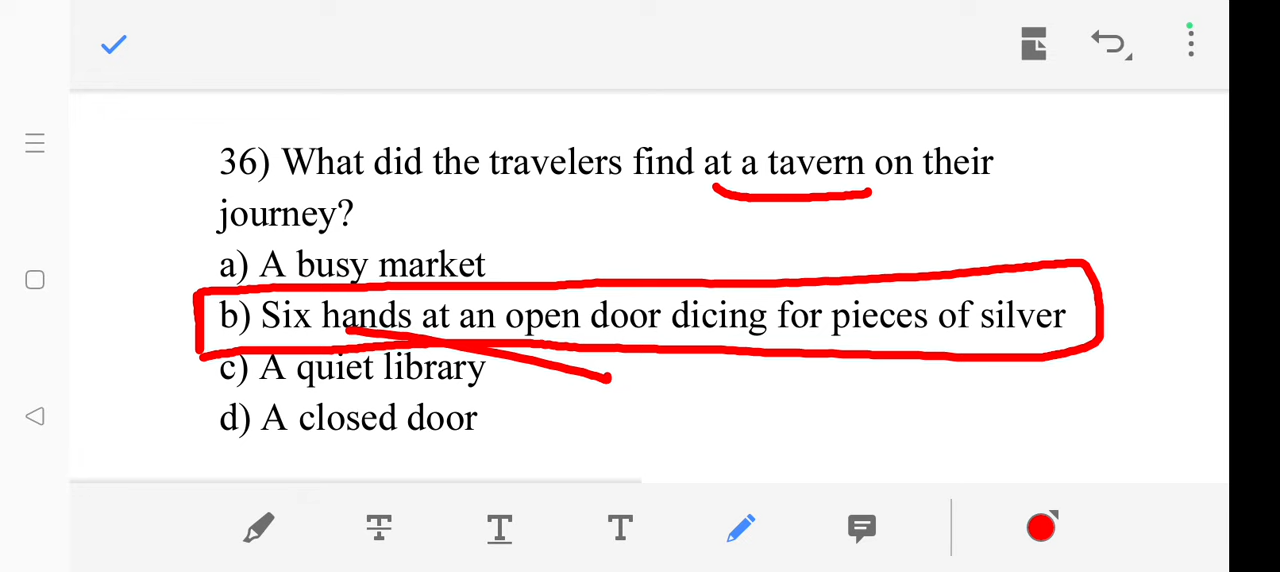 36) What did the travelers find at a tavern on their
journey?
a) A busy market
b) Six hands at an open door dicing for pieces of silver
c) A quiet library
d) A closed door
T
T
T